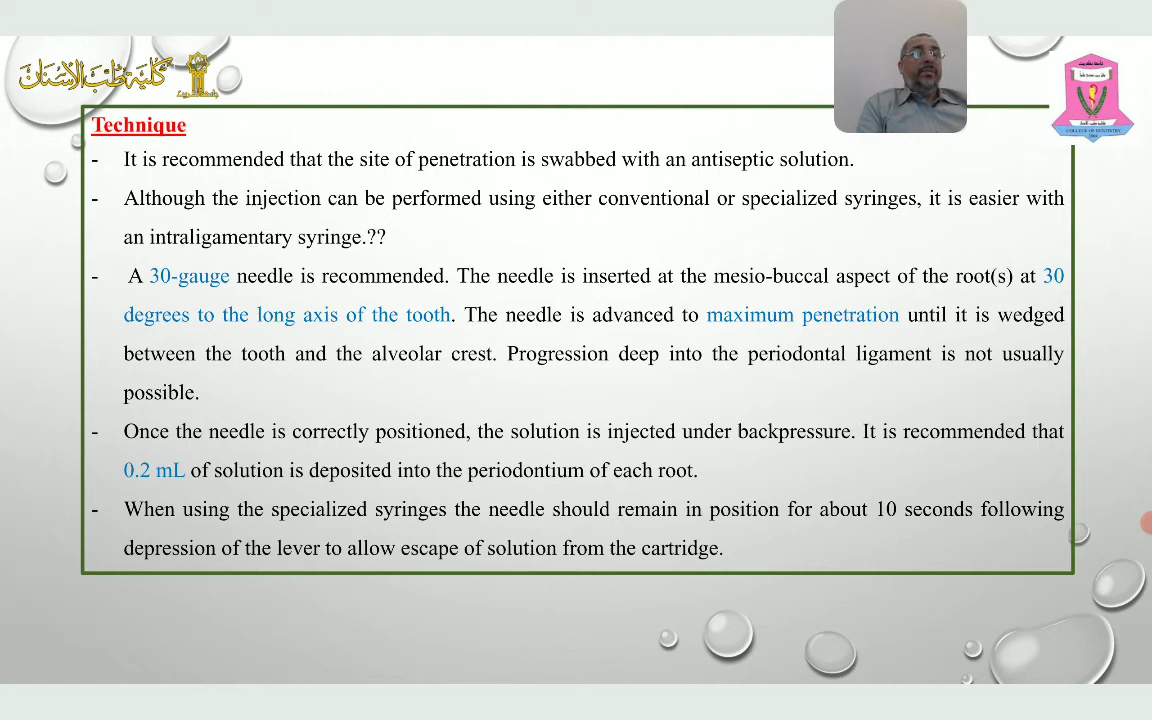 كلية طب الأسنان
Technique
- It is recommended that the site of penetration is swabbed with an antiseptic solution.
- Although the injection can be performed using either conventional or specialized syringes, it is easier with
an intraligamentary syringe.??
- A 30-gauge needle is recommended. The needle is inserted at the mesio-buccal aspect of the root(s) at 30
degrees to the long axis of the tooth. The needle is advanced to maximum penetration until it is wedged
between the tooth and the alveolar crest. Progression deep into the periodontal ligament is not usually
possible.
- Once the needle is correctly positioned, the solution is injected under backpressure. It is recommended that
0.2 mL of solution is deposited into the periodontium of each root.
- When using the specialized syringes the needle should remain in position for about 10 seconds following
depression of the lever to allow escape of solution from the cartridge.
COLLEGE OF DENTISTRY